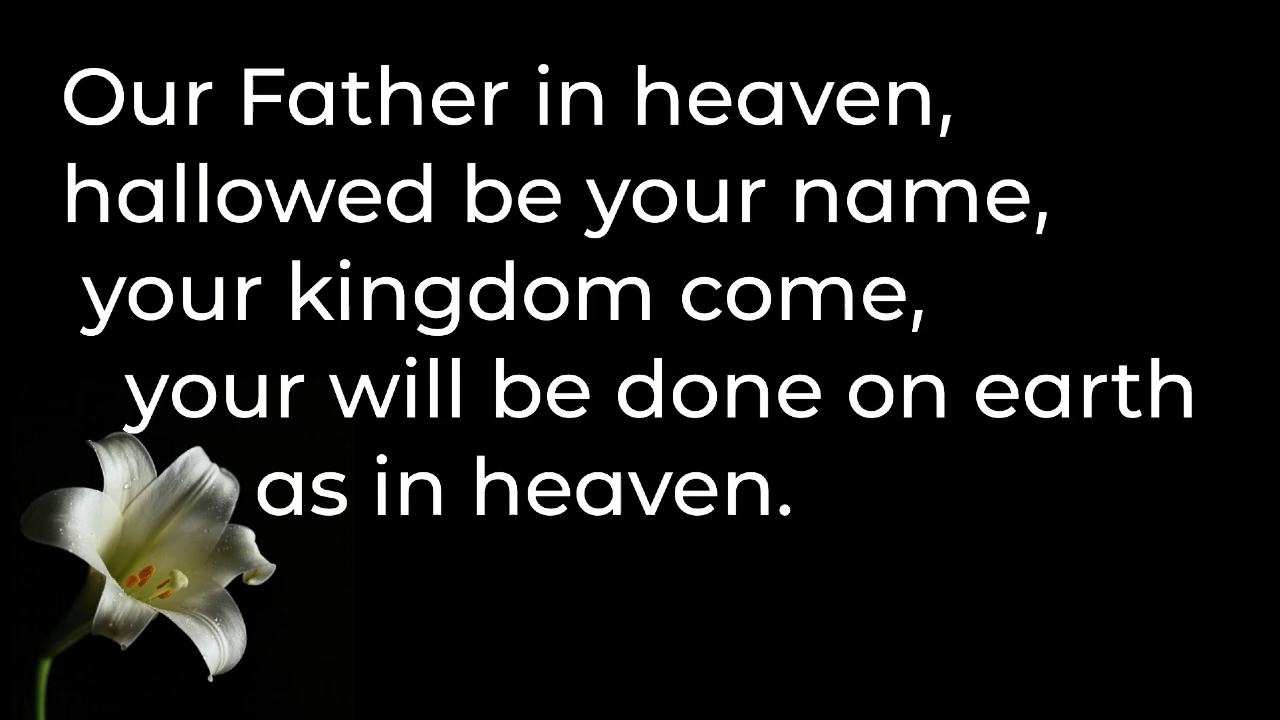 Our Father in heaven,
hallowed be your name,
your kingdom come,
your will be done on earth
as in heaven.